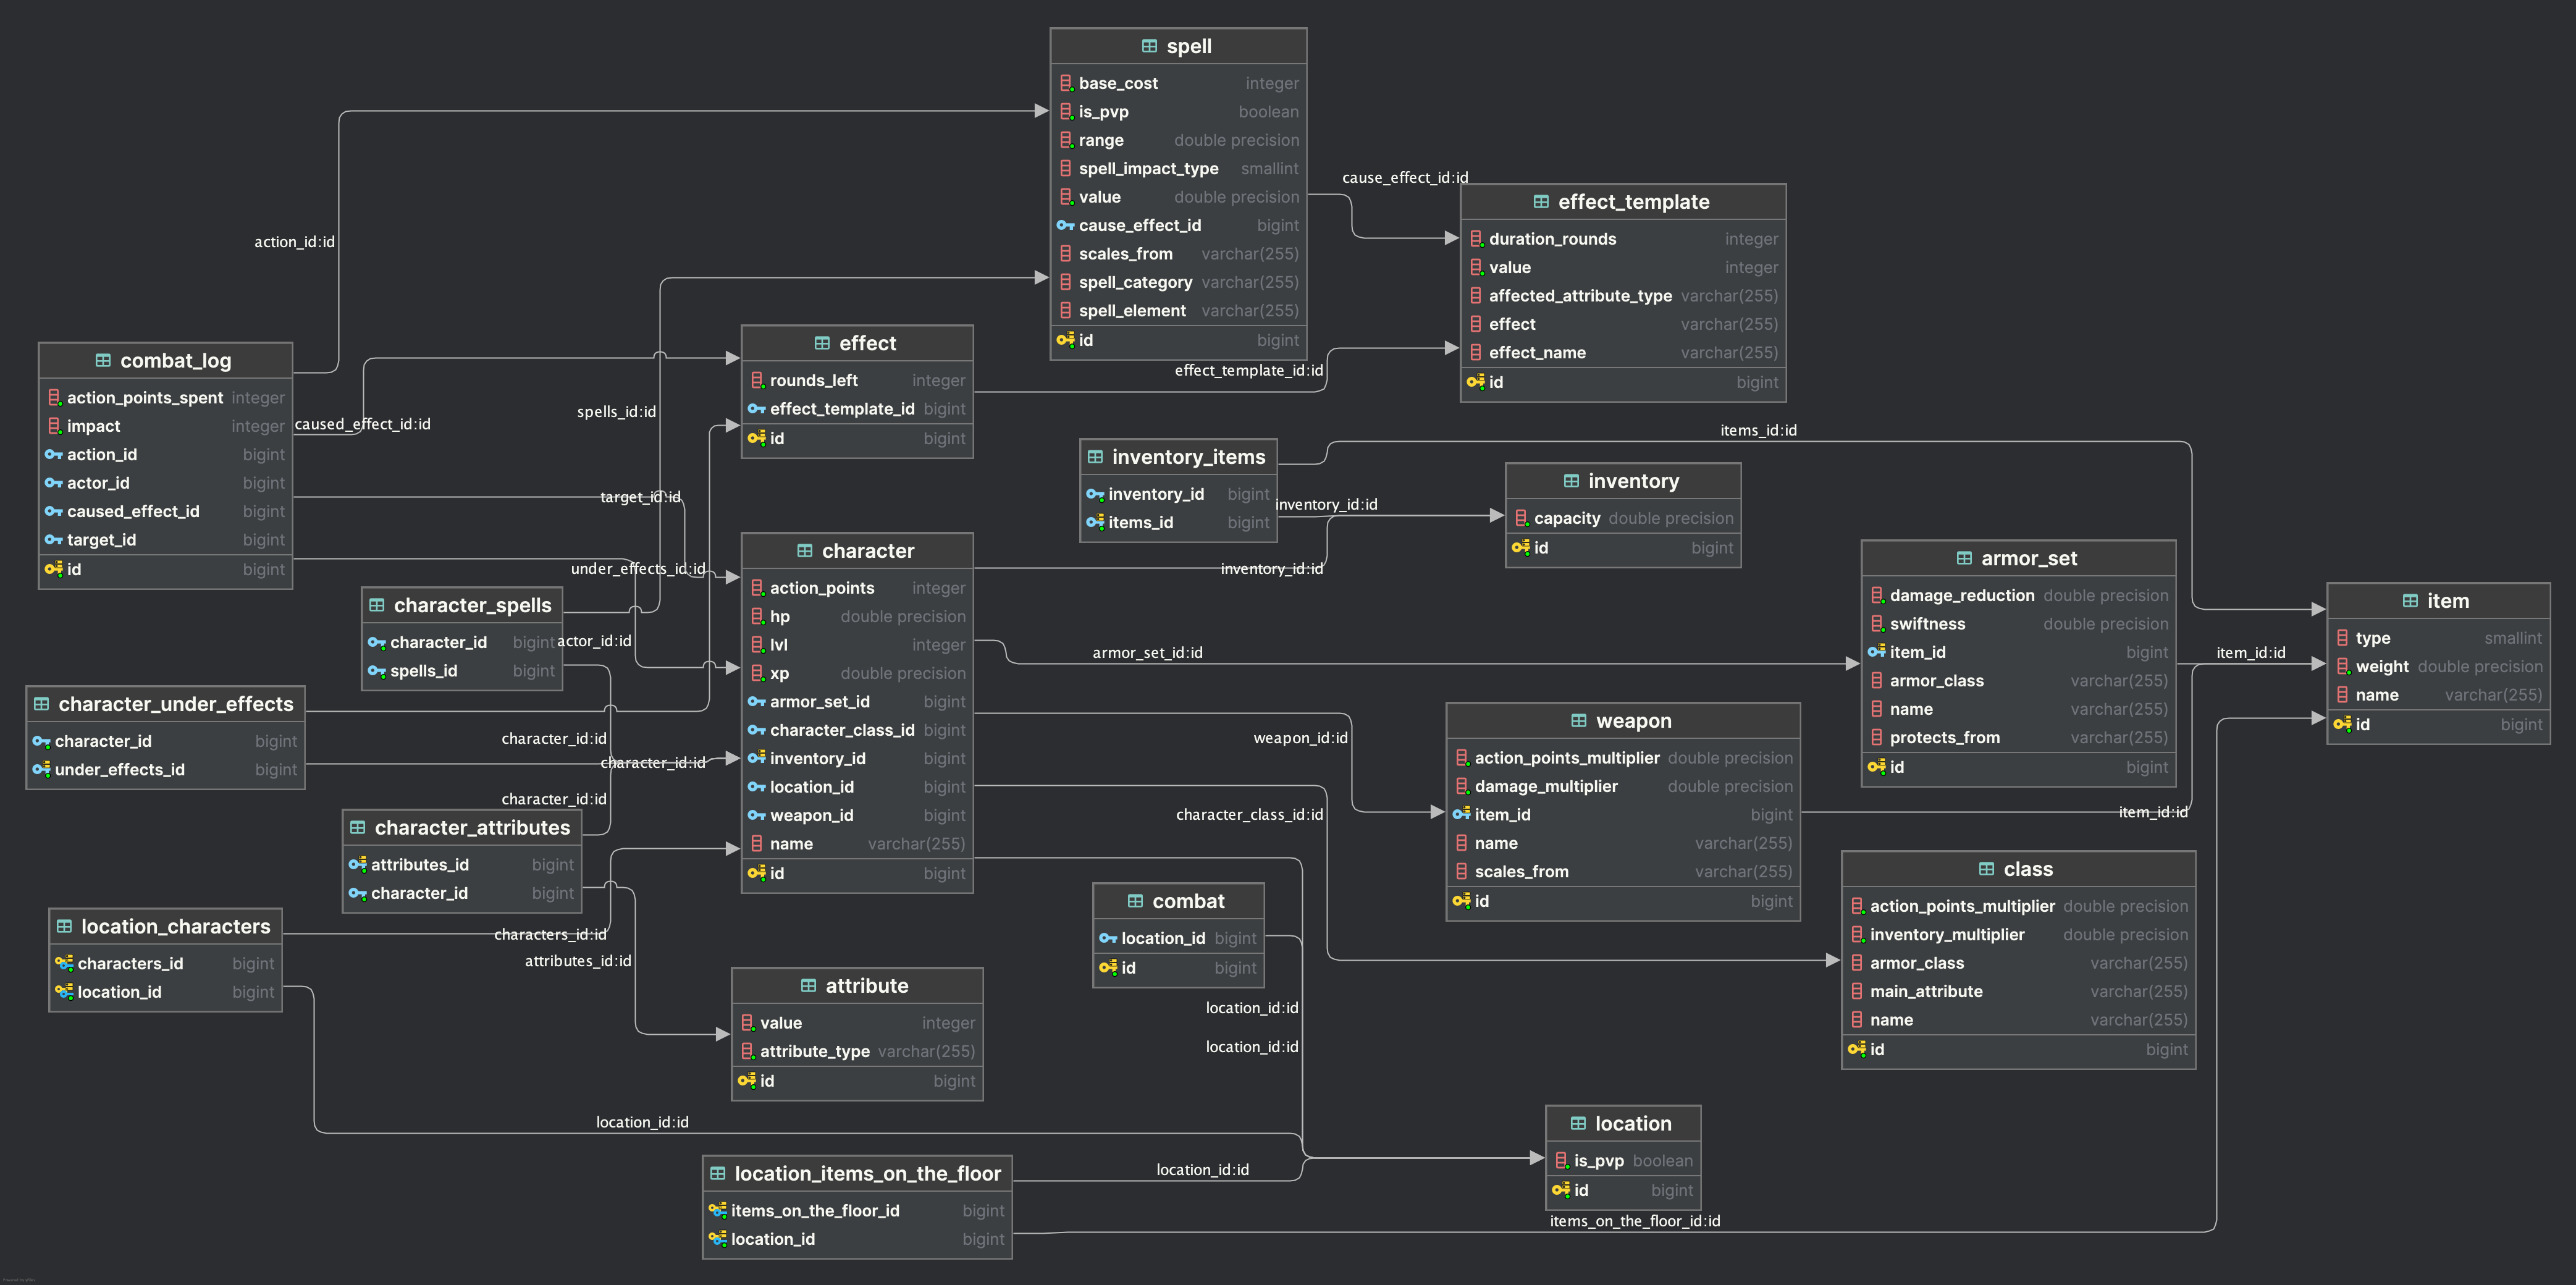 spell
base_cost integer
is_pvp boolean
range double precision
spell_impact_type smallint
value double precision
cause_effect_id bigint
scales_from varchar(255)
spell_category varchar(255)
spell_element varchar(255)
id bigint
cause_effect_id:id
effect_template
duration_rounds integer
value integer
affected_attribute_type varchar(255)
effect varchar(255)
effect_name varchar(255)
id bigint
action_id:id
combat_log
action_points_spent integer
impact integer
action_id bigint
actor_id bigint
caused_effect_id bigint
target_id bigint
id bigint
caused_effect_id:id
effect
rounds_left integer
effect_template_id bigint
id bigint
effect_template_id:id
spells_id:id
target_id:id
under_effects_id:id
actor_id:id
inventory_items
inventory_id bigint
items_id bigint
items_id:id
inventory_id:id
inventory_id:id
inventory
capacity double precision
id bigint
character_spells
character_id bigint
spells_id bigint
character
action_points integer
hp double precision
lvl integer
xp double precision
armor_set_id bigint
character_class_id bigint
inventory_id bigint
location_id bigint
weapon_id bigint
name varchar(255)
id bigint
armor_set_id:id
armor_set
damage_reduction double precision
swiftness double precision
item_id bigint
armor_class varchar(255)
name varchar(255)
protects_from varchar(255)
id bigint
item_id:id
item
type smallint
weight double precision
name varchar(255)
id bigint
character_under_effects
character_id bigint
under_effects_id bigint
character_id:id
character_id:id
character_id:id
weapon_id:id
weapon
action_points_multiplier double precision
damage_multiplier double precision
item_id bigint
name varchar(255)
scales_from varchar(255)
id bigint
item_id:id
character_class_id:id
character_attributes
attributes_id bigint
character_id bigint
class
action_points_multiplier double precision
inventory_multiplier double precision
armor_class varchar(255)
main_attribute varchar(255)
name varchar(255)
id bigint
location_characters
characters_id bigint
location_id bigint
characters_id:id
attributes_id:id
combat
location_id bigint
id bigint
location_id:id
location_id:id
attribute
value integer
attribute_type varchar(255)
id bigint
location_id:id
location
is_pvp boolean
id bigint
location_items_on_the_floor
items_on_the_floor_id bigint
location_id bigint
location_id:id
items_on_the_floor_id:id